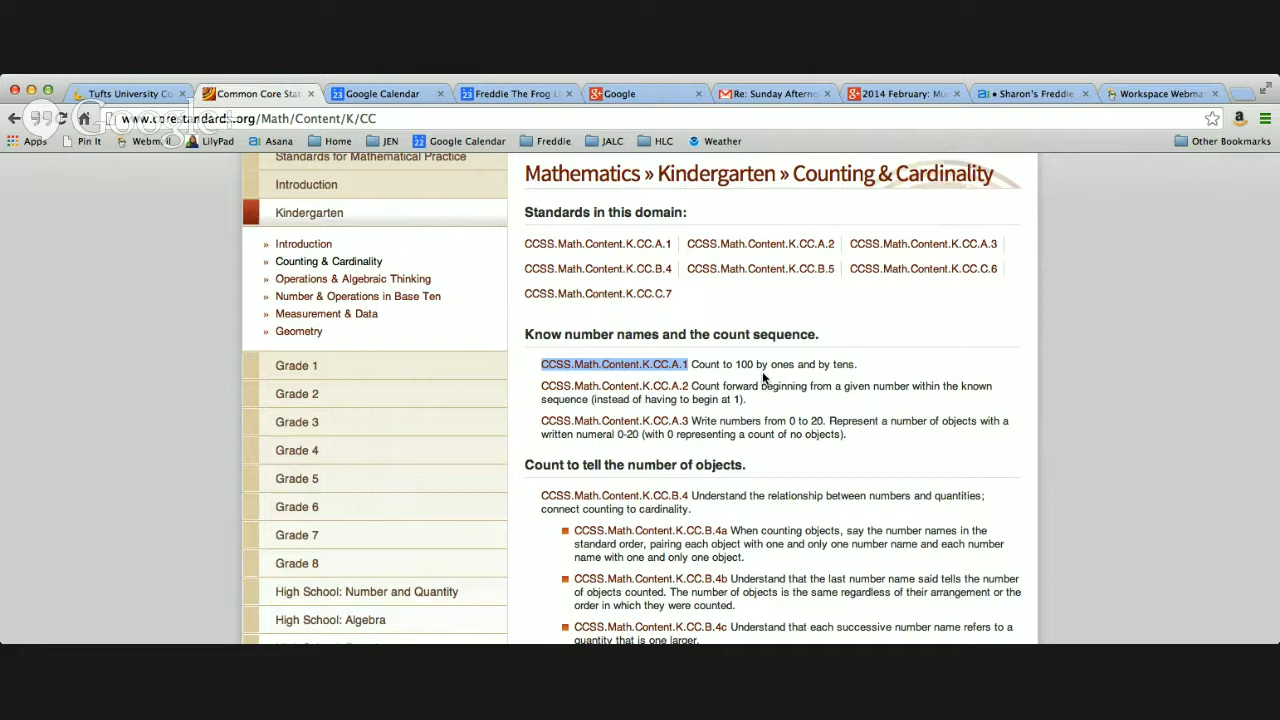 Tufts University Co
Common Core Stat
Google Calendar
Freddie The Frog L
Google
Re: Sunday Afterno
2014 February: Mu
• Sharon's Freddie
Workspace Webma
Google+
www.corestandards.org/Math/Content/K/CC
Apps
Pin It
Webmail
LilyPad
Asana
Home
JEN
Google Calendar
Freddie
JALC
HLC
Weather
Other Bookmarks
Standards for Mathematical Practice
Introduction
Kindergarten
» Introduction
» Counting & Cardinality
» Operations & Algebraic Thinking
» Number & Operations in Base Ten
» Measurement & Data
» Geometry
Grade 1
Grade 2
Grade 3
Grade 4
Grade 5
Grade 6
Grade 7
Grade 8
High School: Number and Quantity
High School: Algebra
Mathematics » Kindergarten » Counting & Cardinality
Standards in this domain:
CCSS.Math.Content.K.CC.A.1 CCSS.Math.Content.K.CC.A.2 CCSS.Math.Content.K.CC.A.3
CCSS.Math.Content.K.CC.B.4 CCSS.Math.Content.K.CC.B.5 CCSS.Math.Content.K.CC.C.6
CCSS.Math.Content.K.CC.C.7
Know number names and the count sequence.
CCSS.Math.Content.K.CC.A.1 Count to 100 by ones and by tens.
CCSS.Math.Content.K.CC.A.2 Count forward beginning from a given number within the known
sequence (instead of having to begin at 1).
CCSS.Math.Content.K.CC.A.3 Write numbers from 0 to 20. Represent a number of objects with a
written numeral 0-20 (with 0 representing a count of no objects).
Count to tell the number of objects.
CCSS.Math.Content.K.CC.B.4 Understand the relationship between numbers and quantities;
connect counting to cardinality.
CCSS.Math.Content.K.CC.B.4a When counting objects, say the number names in the
standard order, pairing each object with one and only one number name and each number
name with one and only one object.
CCSS.Math.Content.K.CC.B.4b Understand that the last number name said tells the number
of objects counted. The number of objects is the same regardless of their arrangement or the
order in which they were counted.
CCSS.Math.Content.K.CC.B.4c Understand that each successive number name refers to a
quantity that is one larger.